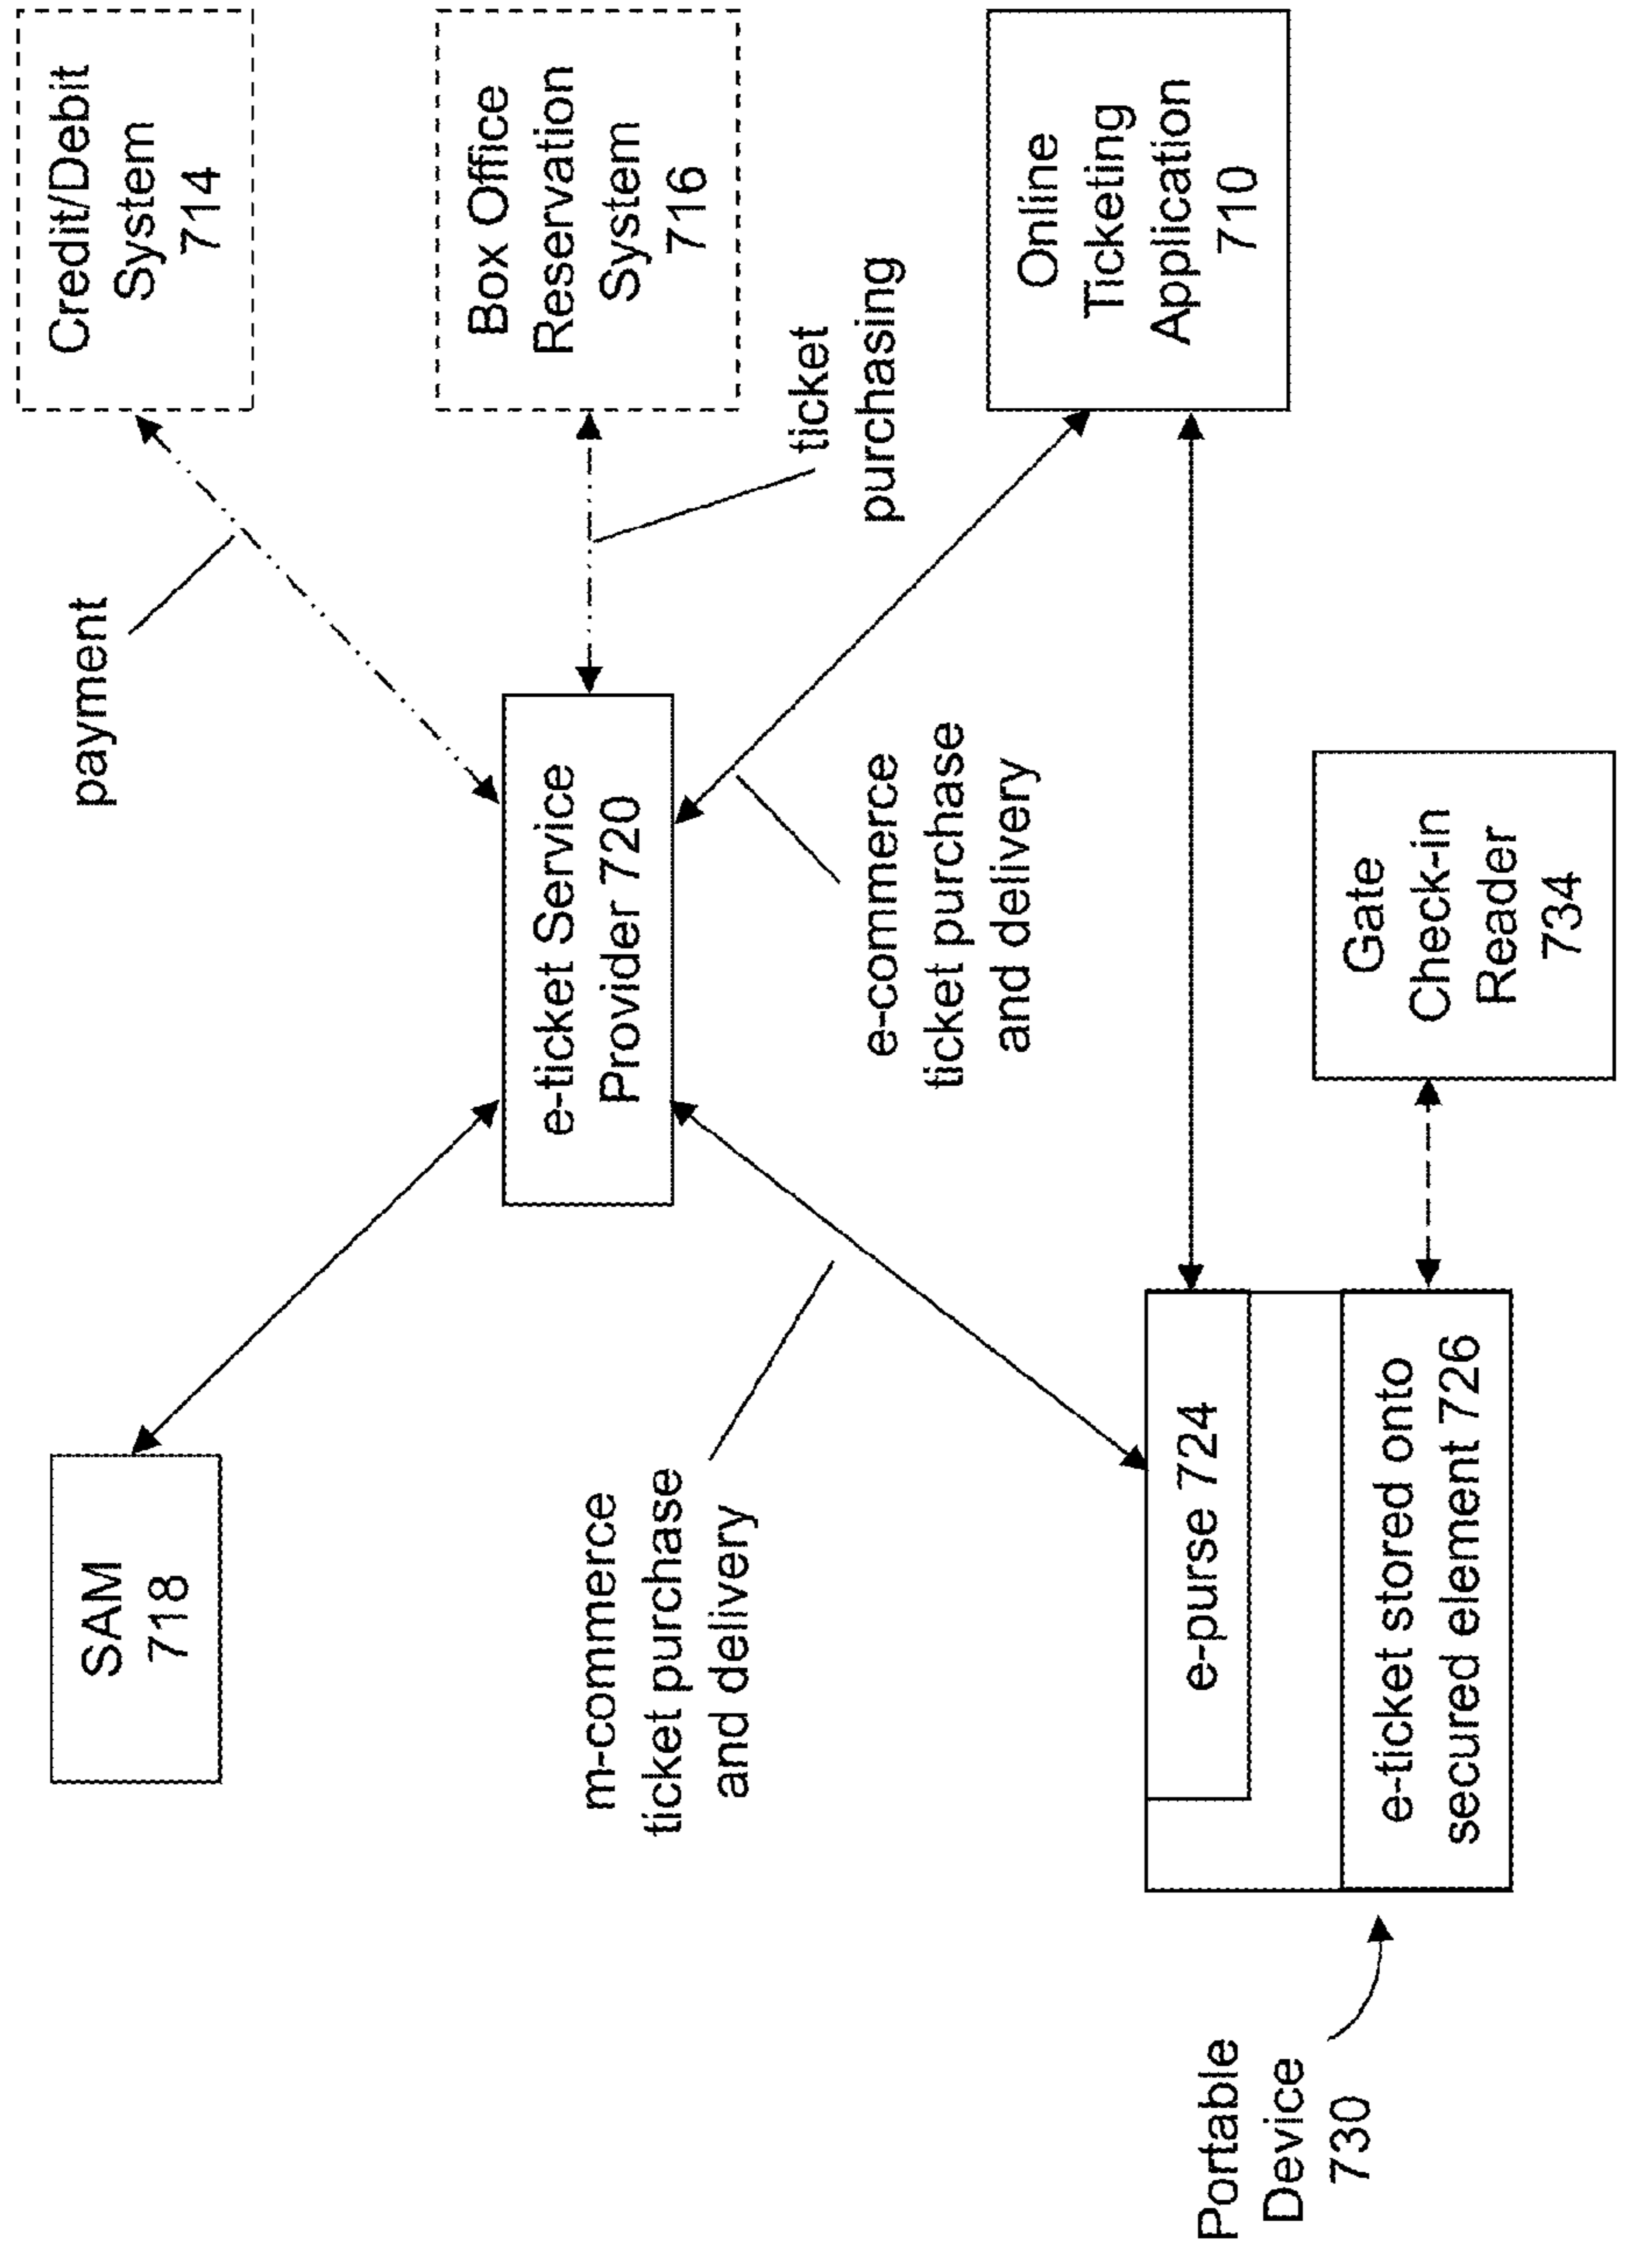 SAM
718
payment
Credit/Debit
System
714
e-ticket Service
Provider 720
Box Office
Reservation
System
716
ticket
purchasing
m-commerce
ticket purchase
and delivery
e-commerce
ticket purchase
and delivery
Online
Ticketing
Application
710
Portable
Device
730
e-purse 724
e-ticket stored onto
secured element 726
Gate
Check-in
Reader
734